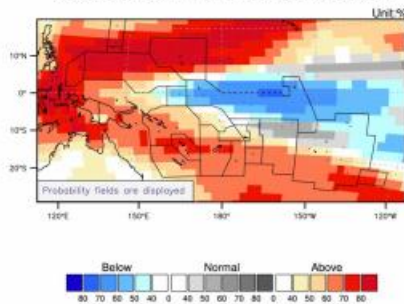 Unit:%
10°N
0°
10°S
20°S
Probability fields are displayed
120°E 150°E 180° 150°W 120°W
Below Normal Above
80 70 60 50 40 0 40 50 60 70 80 0 40 50 60 70 80